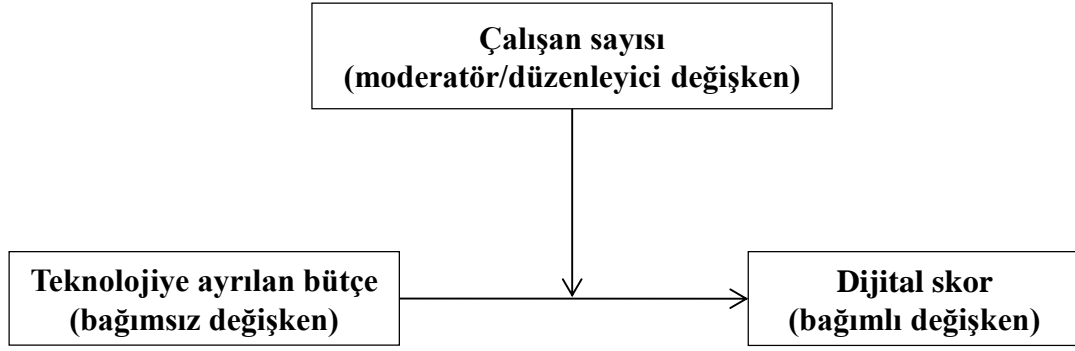 Çalışan sayısı
(moderatör/düzenleyici değişken)
Teknolojiye ayrılan bütçe
(bağımsız değişken)
Dijital skor
(bağımlı değişken)